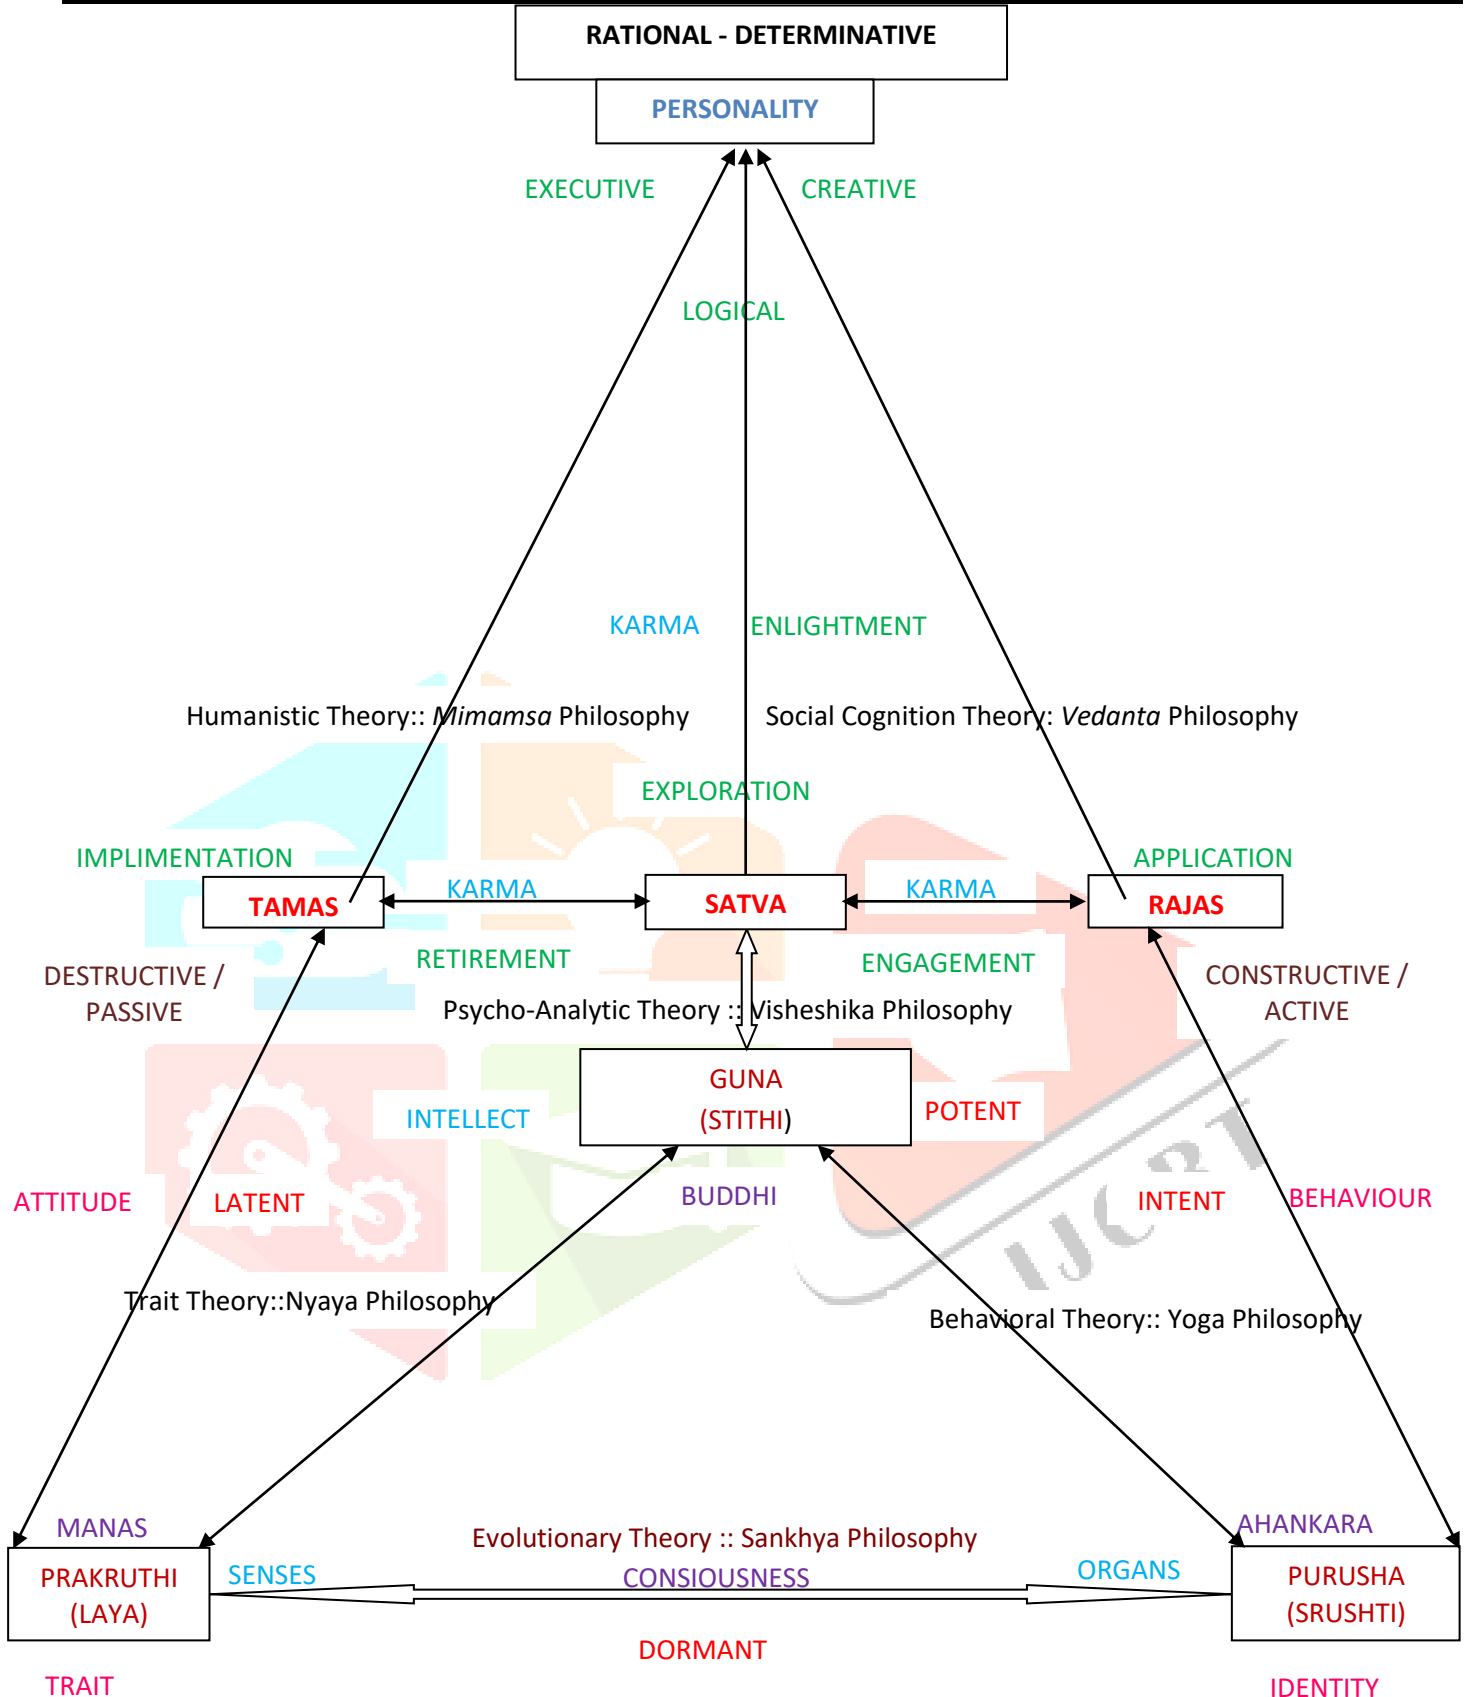 RATIONAL - DETERMINATIVE
PERSONALITY
EXECUTIVE
CREATIVE
LOGICAL
KARMA
ENLIGHTMENT
Humanistic Theory:: Mimamsa Philosophy
Social Cognition Theory: Vedanta Philosophy
EXPLORATION
IMPLIMENTATION
APPLICATION
TAMAS
KARMA
SATVA
KARMA
RAJAS
RETIREMENT
ENGAGEMENT
DESTRUCTIVE /
PASSIVE
CONSTRUCTIVE /
ACTIVE
Psycho-Analytic Theory :: Visheshika Philosophy
GUNA
(STITHI)
INTELLECT
POTENT
BUDDHI
ATTITUDE
LATENT
INTENT
BEHAVIOUR
IJCRT
Trait Theory::Nyaya Philosophy
Behavioral Theory:: Yoga Philosophy
MANAS
AHANKARA
Evolutionary Theory :: Sankhya Philosophy
PRAKRUTHI
(LAYA)
SENSES
CONSIOUSNESS
ORGANS
PURUSHA
(SRUSHTI)
DORMANT
TRAIT
IDENTITY